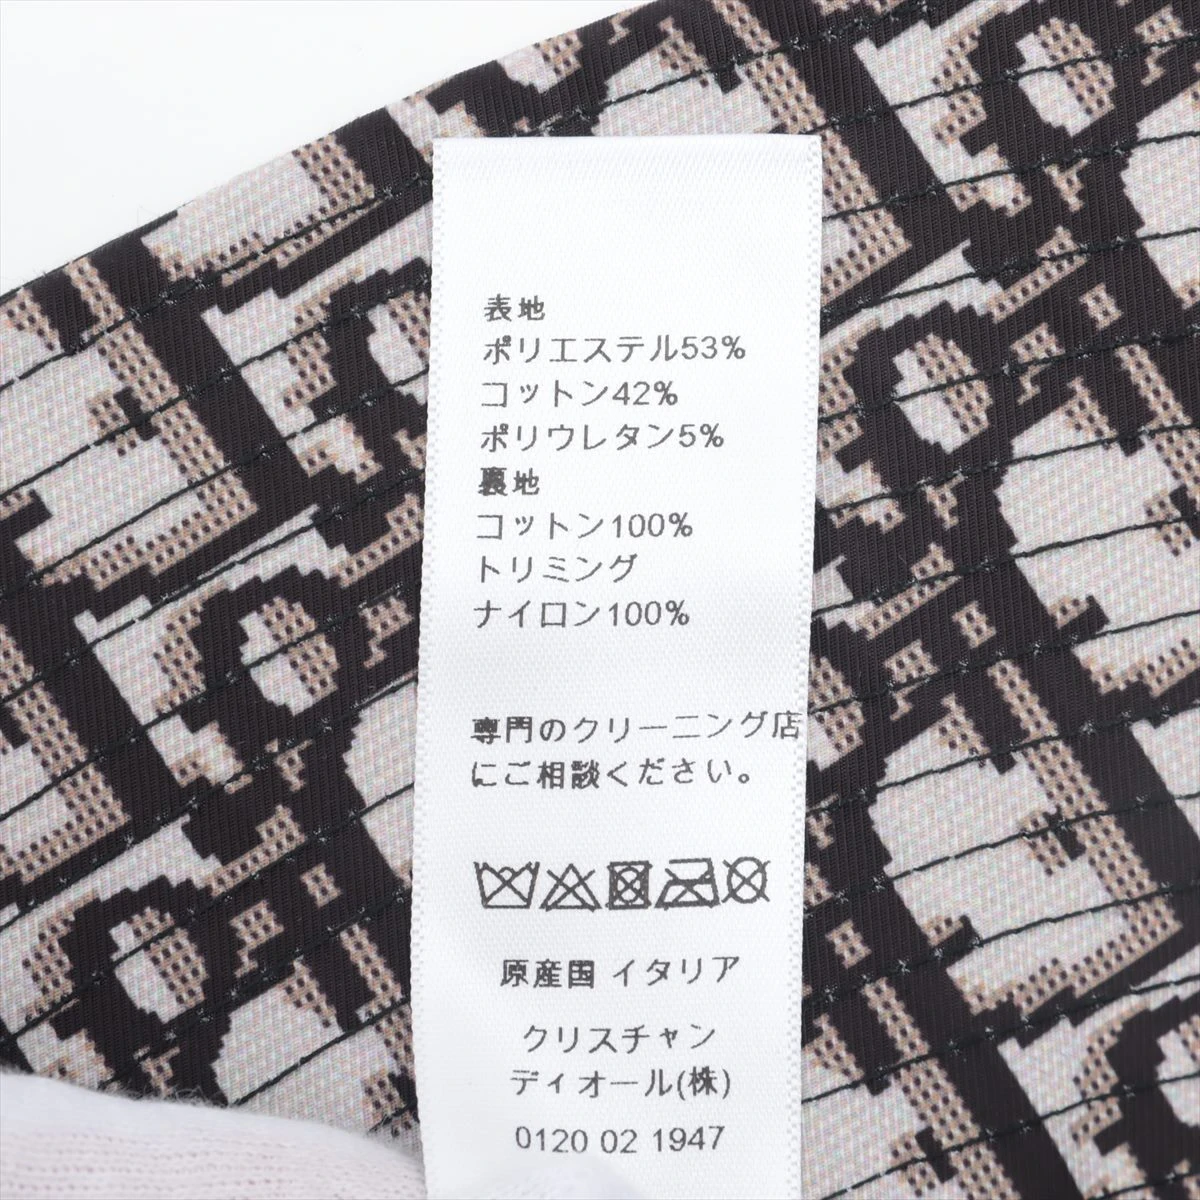 表地
ポリエステル53%
コットン42%
ポリウレタン5%
裏地
コットン100%
トリミング
ナイロン100%
専門のクリーニング店
にご相談ください。
原産国 イタリア
クリスチャン
ディオール(株)
0120 02 1947